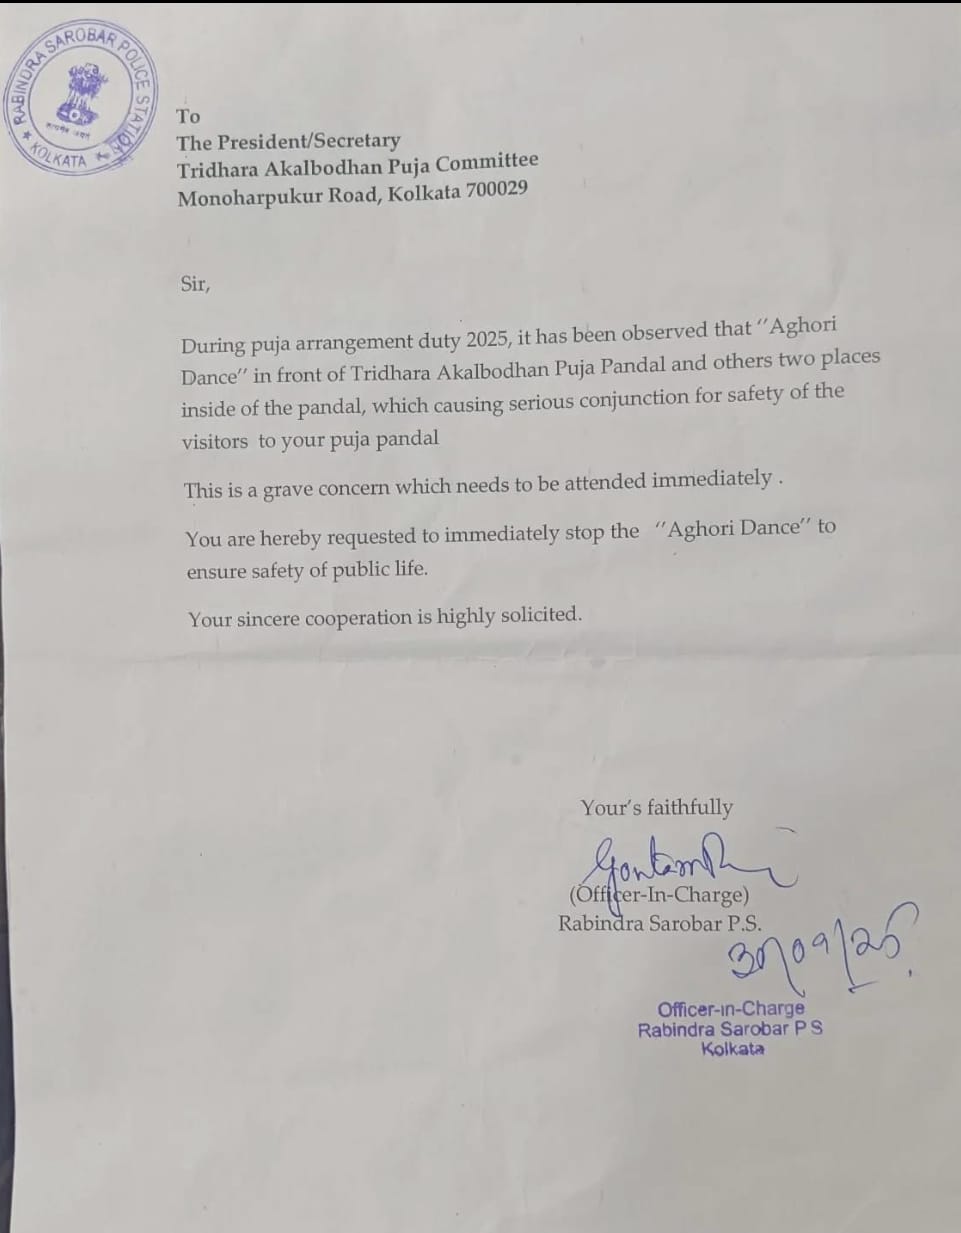 RABINDRA SAROBAR POLICE STATION
KOLKATA
To
The President/Secretary
Tridhara Akalbodhan Puja Committee
Monoharpukur Road, Kolkata 700029
Sir,
During puja arrangement duty 2025, it has been observed that ‘‘Aghori
Dance’’ in front of Tridhara Akalbodhan Puja Pandal and others two places
inside of the pandal, which causing serious conjunction for safety of the
visitors to your puja pandal
This is a grave concern which needs to be attended immediately .
You are hereby requested to immediately stop the ‘‘Aghori Dance’’ to
ensure safety of public life.
Your sincere cooperation is highly solicited.
Your's faithfully
(Officer-In-Charge)
Rabindra Sarobar P.S.
Officer-in-Charge
Rabindra Sarobar P S
Kolkata